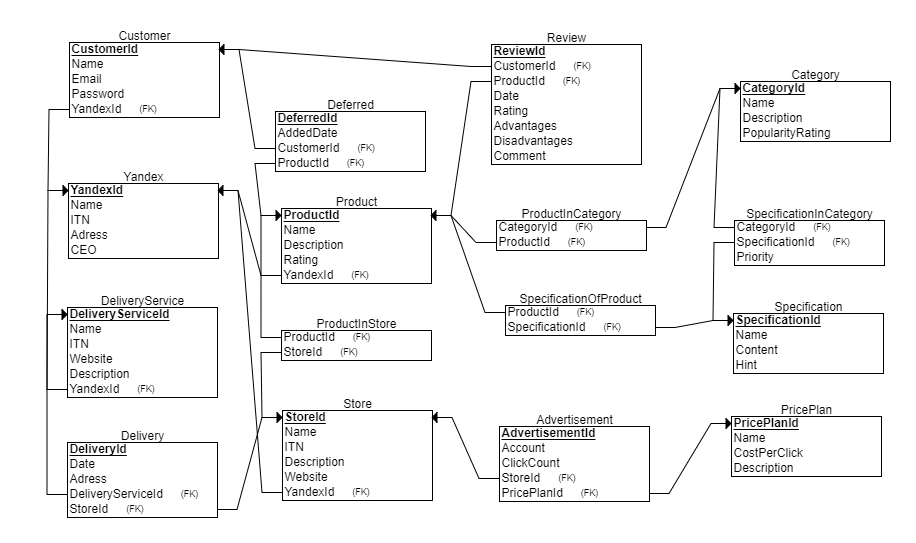 Customer
CustomerId
Name
Email
Password
YandexId (FK)
Review
ReviewId
CustomerId (FK)
ProductId (FK)
Date
Rating
Advantages
Disadvantages
Comment
Category
CategoryId
Name
Description
PopularityRating
Deferred
DeferredId
AddedDate
CustomerId (FK)
ProductId (FK)
Yandex
YandexId
Name
ITN
Adress
CEO
Product
ProductId
Name
Description
Rating
YandexId (FK)
ProductInCategory
CategoryId (FK)
ProductId (FK)
SpecificationInCategory
CategoryId (FK)
SpecificationId (FK)
Priority
DeliveryService
DeliveryServiceId
Name
ITN
Website
Description
YandexId (FK)
ProductInStore
ProductId (FK)
StoreId (FK)
SpecificationOfProduct
ProductId (FK)
SpecificationId (FK)
Specification
SpecificationId
Name
Content
Hint
Delivery
DeliveryId
Date
Adress
DeliveryServiceId (FK)
StoreId (FK)
Store
StoreId
Name
ITN
Description
Website
YandexId (FK)
Advertisement
AdvertisementId
Account
ClickCount
StoreId (FK)
PricePlanId (FK)
PricePlan
PricePlanId
Name
CostPerClick
Description